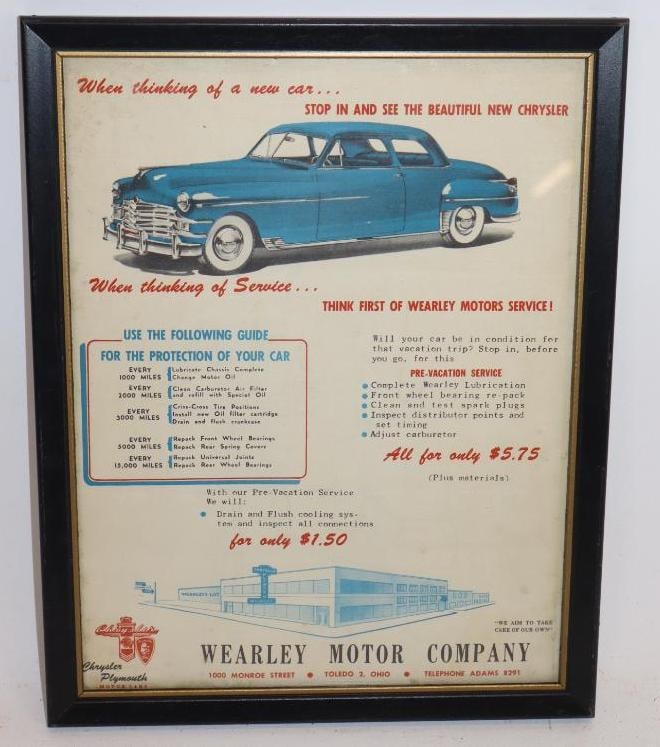 When thinking of a new car...
STOP IN AND SEE THE BEAUTIFUL NEW CHRYSLER
When thinking of Service...
THINK FIRST OF WEARLEY MOTORS SERVICE!
USE THE FOLLOWING GUIDE
FOR THE PROTECTION OF YOUR CAR
EVERY 1000 MILES
Lubricate Chassis Complete
Change Motor Oil
EVERY 2000 MILES
Clean Carburetor Air Filter
and refill with Special Oil
EVERY 5000 MILES
Criss-Cross Tire Positions
Install new Oil filter cartridge
Drain and flush crankcase
EVERY 5000 MILES
Repack Front Wheel Bearings
Repack Rear Spring Covers
EVERY 15,000 MILES
Repack Universal Joints
Repack Rear Wheel Bearings
Will your car be in condition for
that vacation trip? Stop in, before
you go, for this
PRE-VACATION SERVICE
• Complete Wearley Lubrication
• Front wheel bearing re-pack
• Clean and test spark plugs
• Inspect distributor points and
set timing
• Adjust carburetor
All for only $5.75
(Plus materials)
With our Pre-Vacation Service
We will:
• Drain and Flush cooling sys-
tem and inspect all connections
for only $1.50
WEARLEY'S LOT
"WE AIM TO TAKE
CARE OF OUR OWN"
Chrysler
Plymouth
MOTOR CARS
WEARLEY MOTOR COMPANY
1000 MONROE STREET • TOLEDO 2, OHIO • TELEPHONE ADAMS 8291